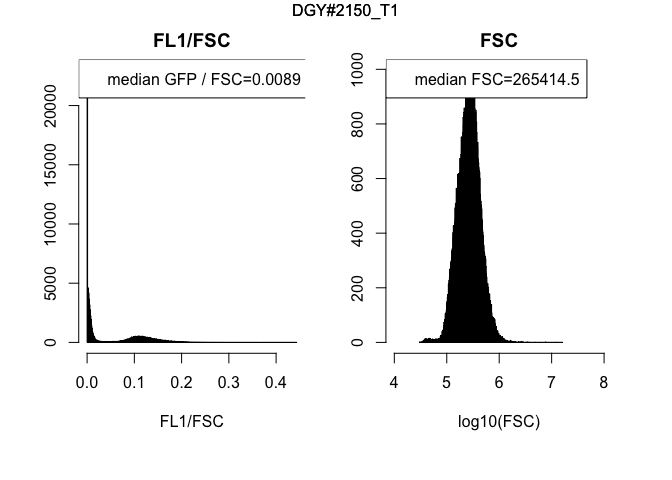 DGY#2150_T1
FL1/FSC
median GFP / FSC=0.0089
0
5000
10000
15000
20000
0.0 0.1 0.2 0.3 0.4
FL1/FSC
FSC
median FSC=265414.5
0
200
400
600
800
1000
4 5 6 7 8
log10(FSC)